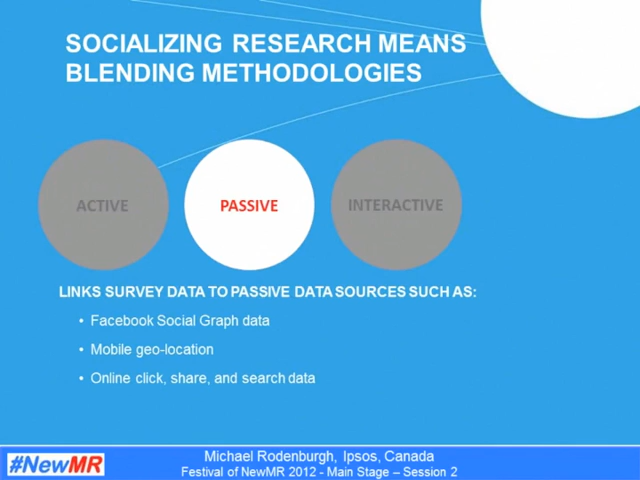 SOCIALIZING RESEARCH MEANS
BLENDING METHODOLOGIES
ACTIVE
PASSIVE
INTERACTIVE
LINKS SURVEY DATA TO PASSIVE DATA SOURCES SUCH AS:
• Facebook Social Graph data
• Mobile geo-location
• Online click, share, and search data
#NewMR
Michael Rodenburgh, Ipsos, Canada
Festival of NewMR 2012 - Main Stage – Session 2